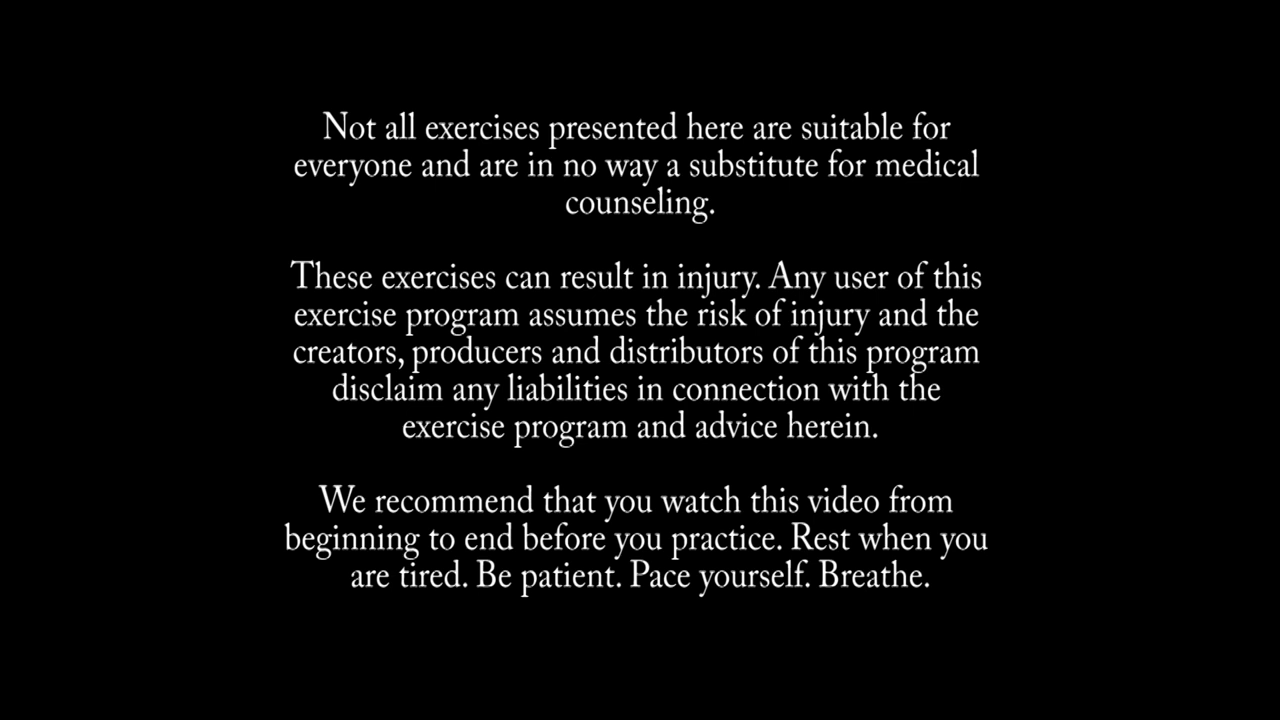 Not all exercises presented here are suitable for
everyone and are in no way a substitute for medical
counseling.
These exercises can result in injury. Any user of this
exercise program assumes the risk of injury and the
creators, producers and distributors of this program
disclaim any liabilities in connection with the
exercise program and advice herein.
We recommend that you watch this video from
beginning to end before you practice. Rest when you
are tired. Be patient. Pace yourself. Breathe.